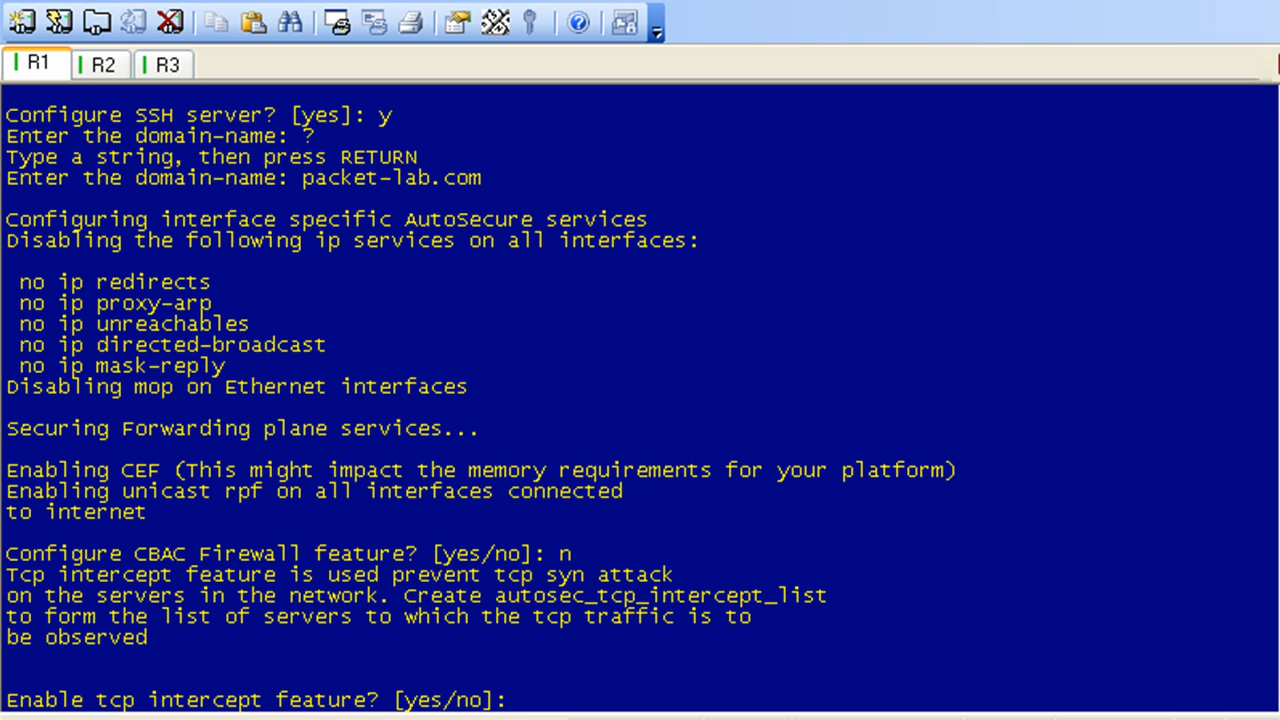 R1
R2
R3
Configure SSH server? [yes]: y
Enter the domain-name: ?
Type a string, then press RETURN
Enter the domain-name: packet-lab.com
Configuring interface specific AutoSecure services
Disabling the following ip services on all interfaces:
no ip redirects
no ip proxy-arp
no ip unreachables
no ip directed-broadcast
no ip mask-reply
Disabling mop on Ethernet interfaces
Securing Forwarding plane services...
Enabling CEF (This might impact the memory requirements for your platform)
Enabling unicast rpf on all interfaces connected
to internet
Configure CBAC Firewall feature? [yes/no]: n
Tcp intercept feature is used prevent tcp syn attack
on the servers in the network. Create autosec_tcp_intercept_list
to form the list of servers to which the tcp traffic is to
be observed
Enable tcp intercept feature? [yes/no]: